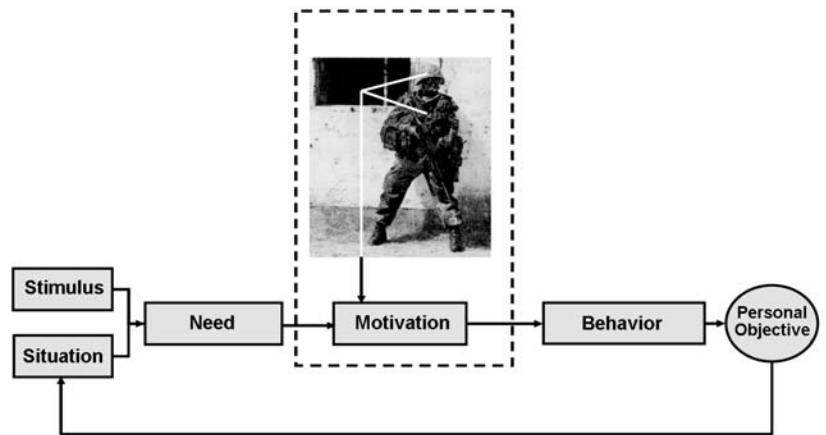 Stimulus
Situation
Need
Motivation
Behavior
Personal
Objective